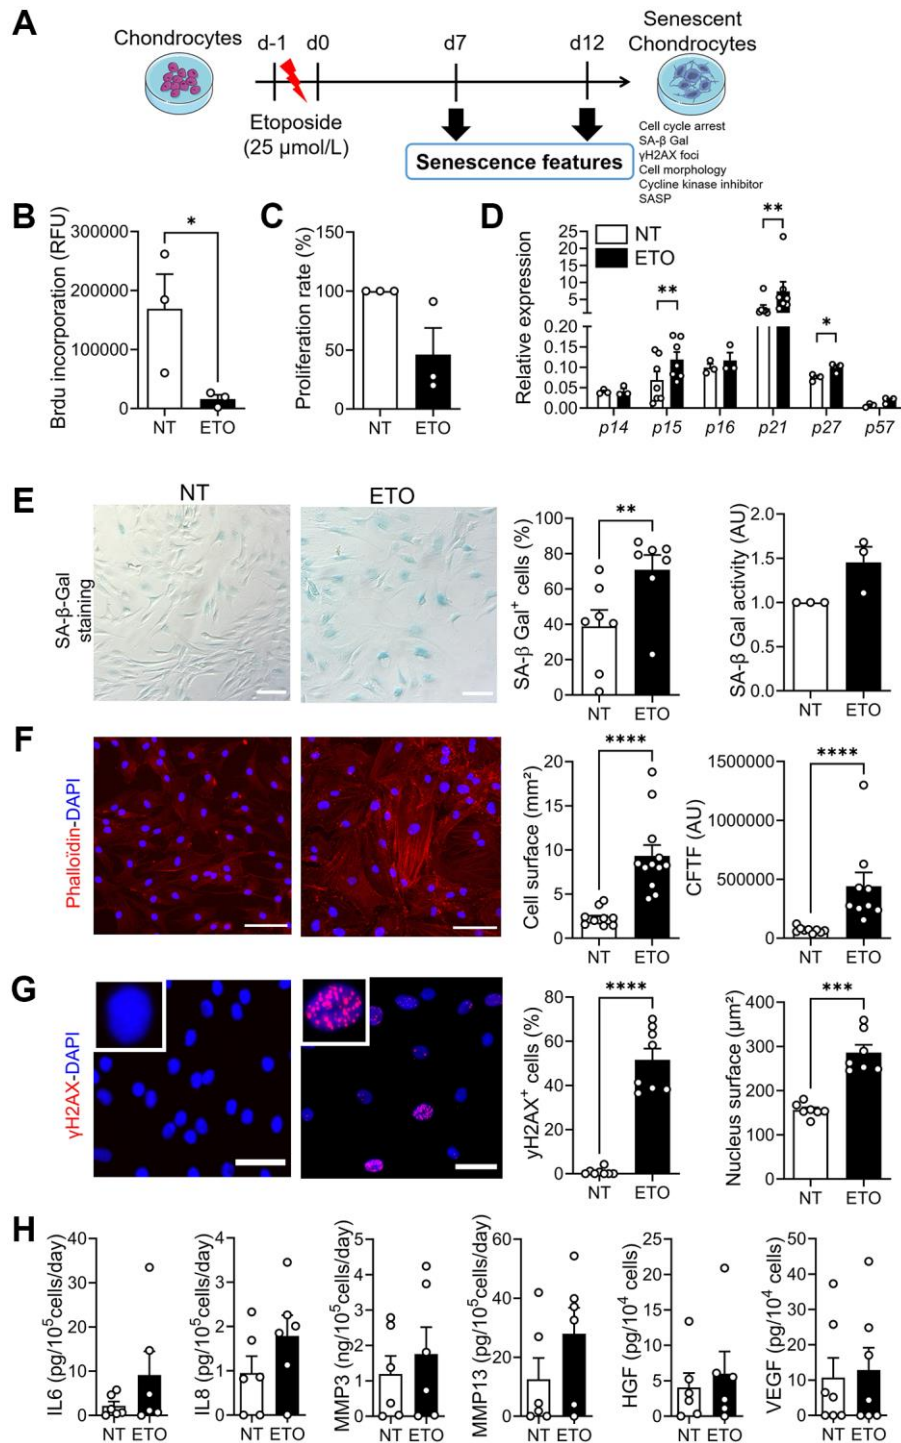 A
Chondrocytes
d-1
d0
d7
d12
Senescent
Chondrocytes
Etoposide
(25 µmol/L)
Senescence features
Cell cycle arrest
SA-β Gal
γH2AX foci
Cell morphology
Cycline kinase inhibitor
SASP
B
Brdu incorporation (RFU)
300000
200000
100000
0
*
NT
ETO
C
Proliferation rate (%)
150
100
50
0
NT
ETO
D
Relative expression
25
20
15
10
5
0.20
0.15
0.10
0.05
0.00
NT
ETO
**
**
*
p14
p15
p16
p21
p27
p57
E
NT
ETO
SA-β-Gal
staining
SA-β Gal+ cells (%)
100
80
60
40
20
0
**
NT
ETO
SA-β Gal activity (AU)
2.0
1.5
1.0
0.5
0.0
NT
ETO
F
Phalloïdin-DAPI
Cell surface (mm²)
20
15
10
5
0
****
NT
ETO
CFTF (AU)
1500000
1000000
500000
0
****
NT
ETO
G
γH2AX-DAPI
γH2AX+ cells (%)
80
60
40
20
0
****
NT
ETO
Nucleus surface (µm²)
400
300
200
100
0
***
NT
ETO
H
IL6 (pg/10⁵cells/day)
40
30
20
10
0
NT ETO
IL8 (pg/10⁵cells/day)
4
3
2
1
0
NT ETO
MMP3 (ng/10⁵cells/day)
5
4
3
2
1
0
NT ETO
MMP13 (pg/10⁵cells/day)
60
40
20
0
NT ETO
HGF (pg/10⁴ cells)
25
20
15
10
5
0
NT ETO
VEGF (pg/10⁴ cells)
50
40
30
20
10
0
NT ETO